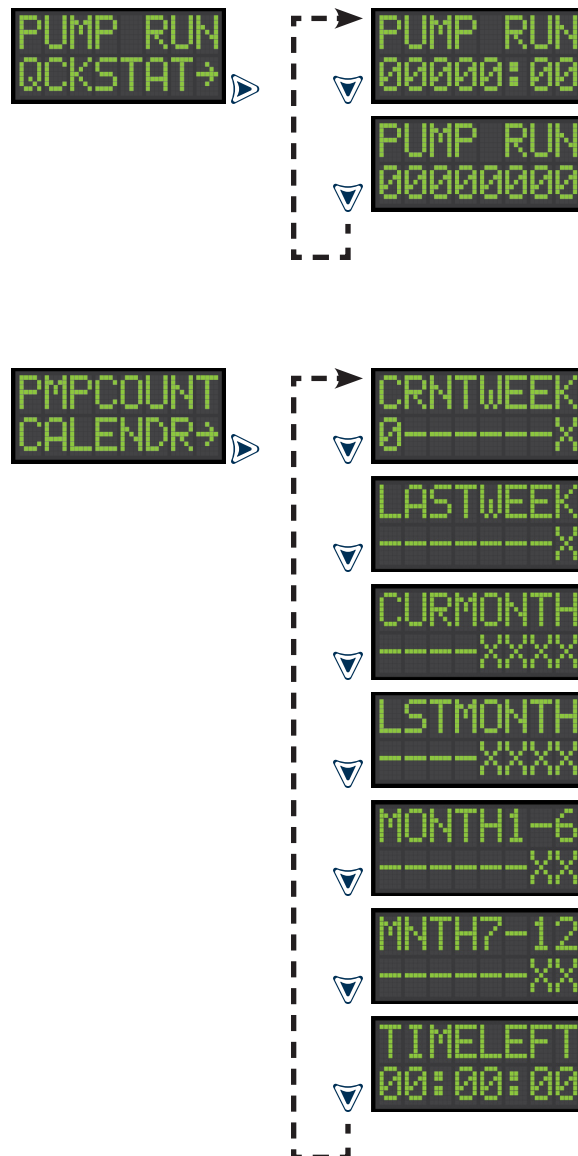 PUMP RUN
QCKSTAT→
PUMP RUN
00000:00
PUMP RUN
00000000
PMPCOUNT
CALENDR→
CRNTWEEK
0------X
LASTWEEK
-------X
CURMONTH
----XXXX
LSTMONTH
----XXXX
MONTH1-6
------XX
MNTH7-12
------XX
TIMELEFT
00:00:00